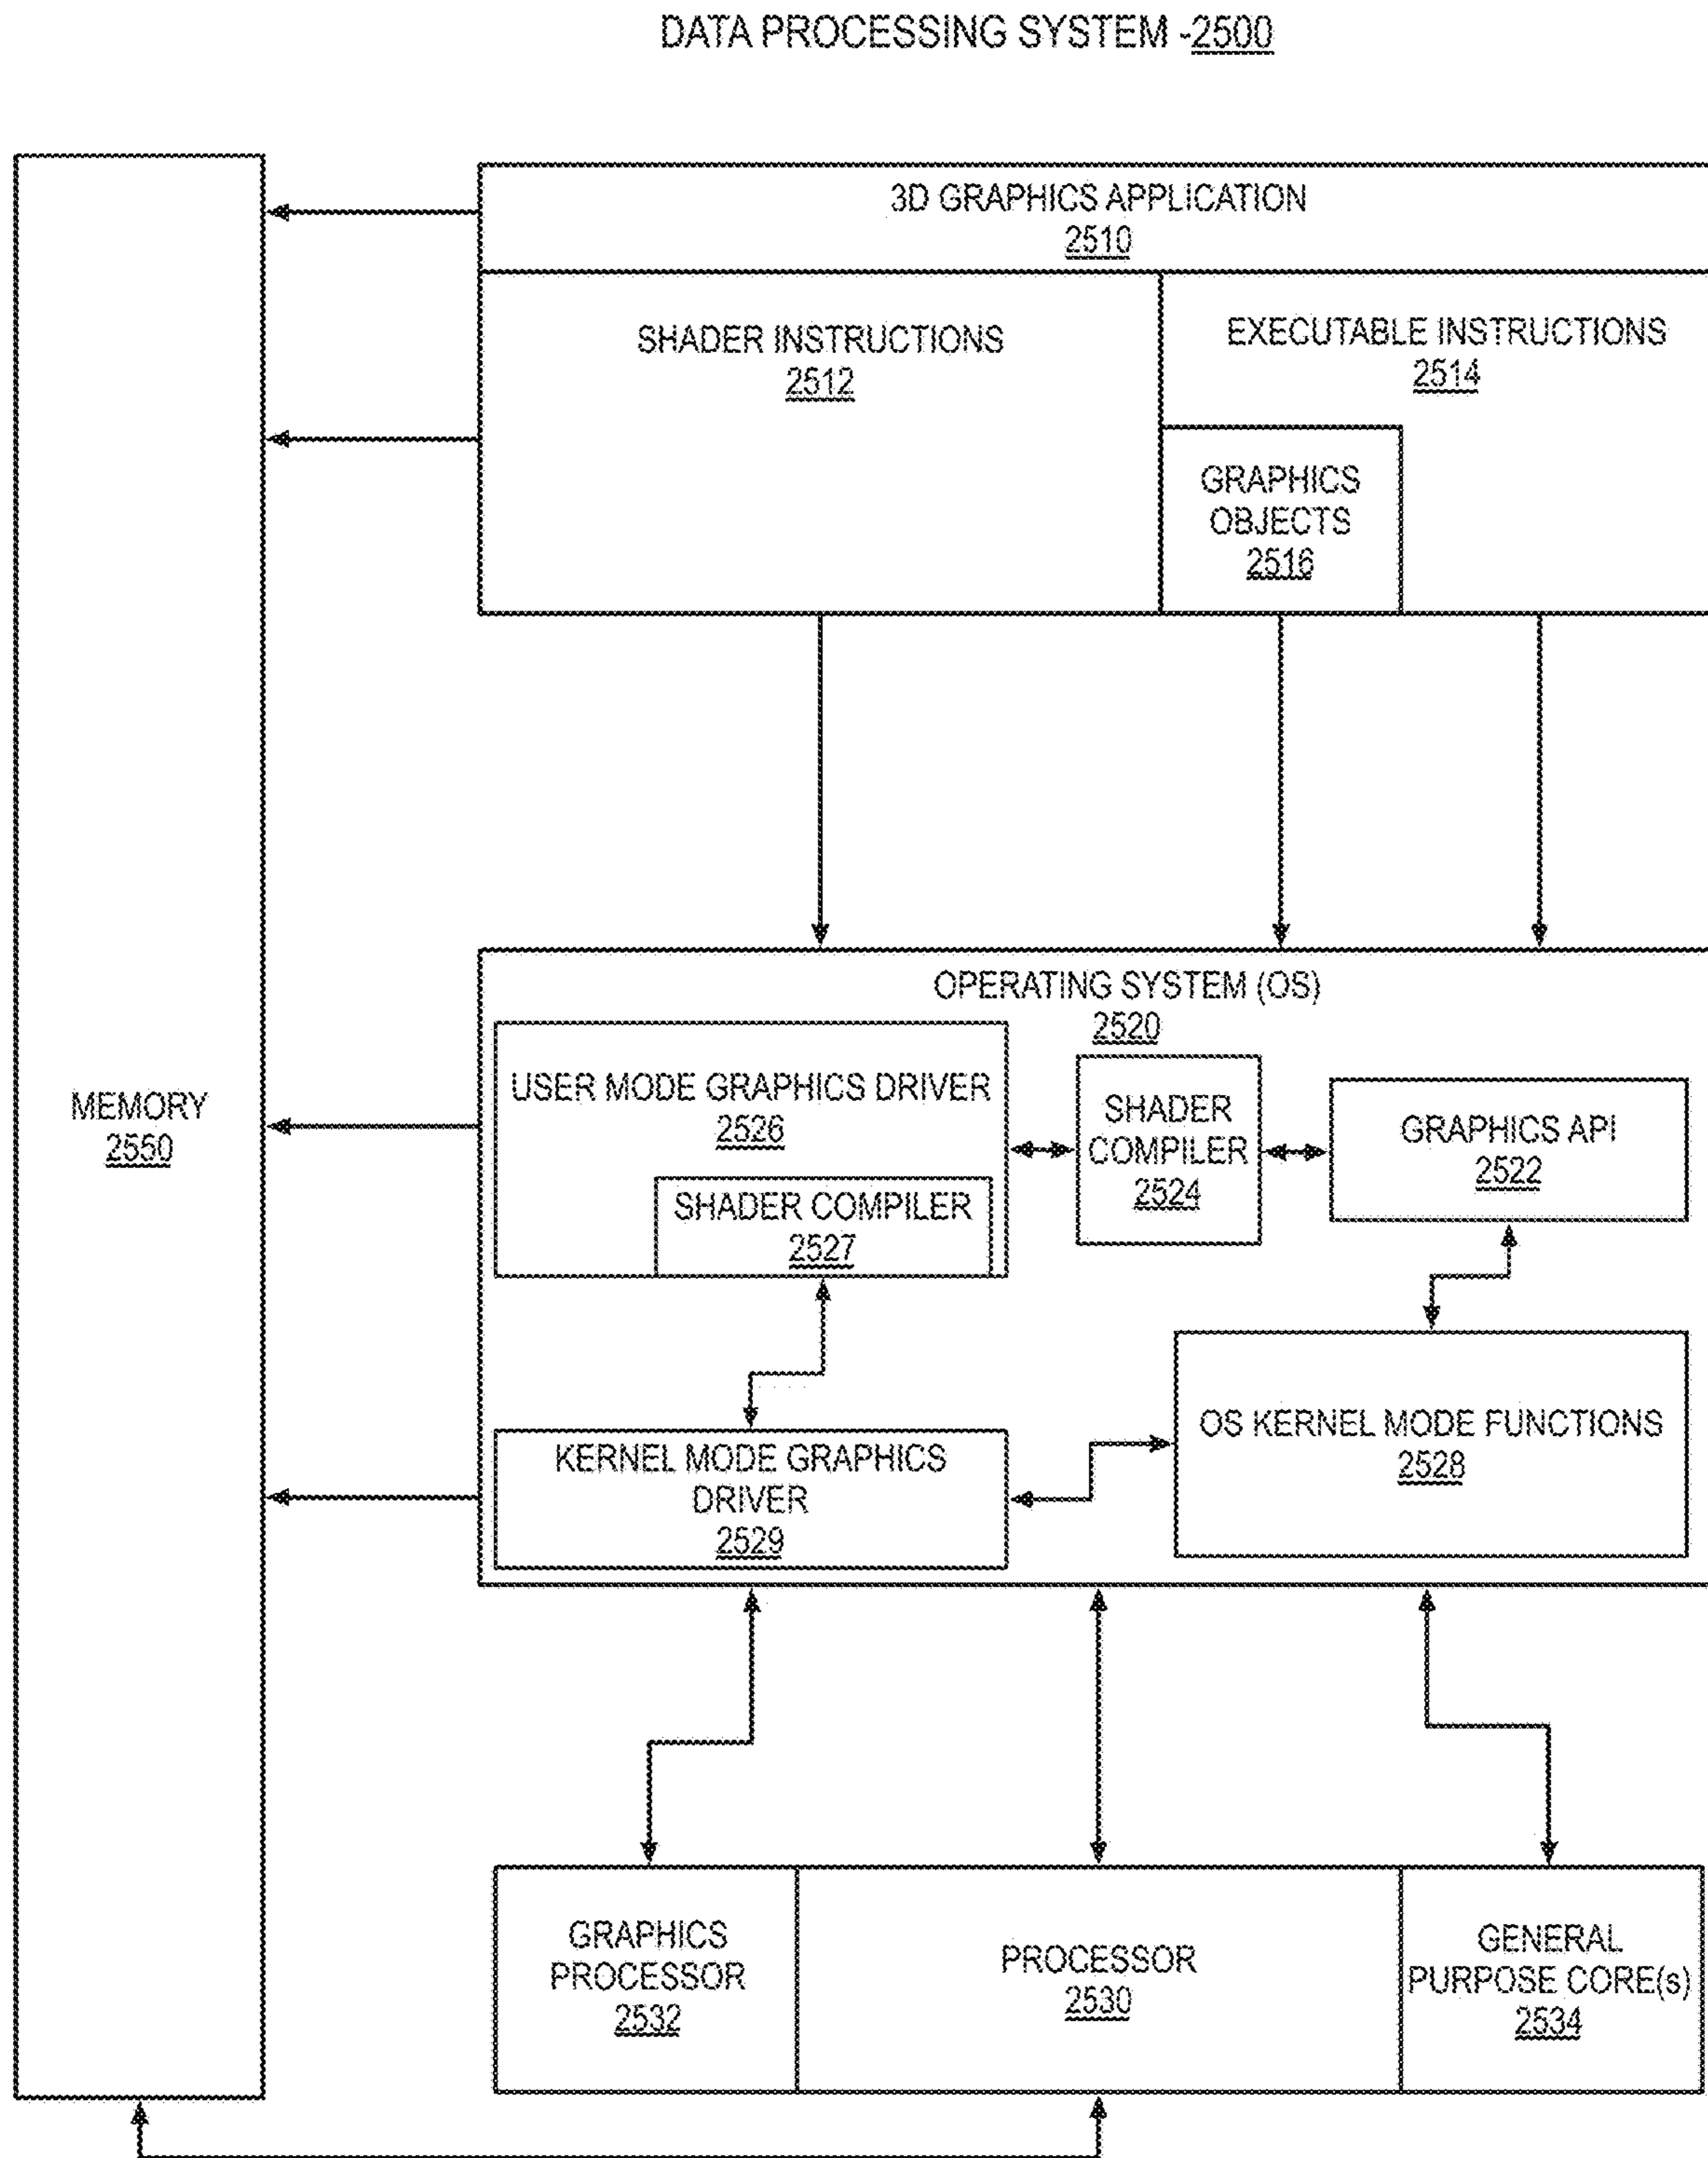 DATA PROCESSING SYSTEM -2500
3D GRAPHICS APPLICATION
2510
SHADER INSTRUCTIONS
2512
EXECUTABLE INSTRUCTIONS
2514
GRAPHICS
OBJECTS
2516
MEMORY
2550
OPERATING SYSTEM (OS)
2520
USER MODE GRAPHICS DRIVER
2526
SHADER COMPILER
2527
SHADER
COMPILER
2524
GRAPHICS API
2522
KERNEL MODE GRAPHICS
DRIVER
2529
OS KERNEL MODE FUNCTIONS
2528
GRAPHICS
PROCESSOR
2532
PROCESSOR
2530
GENERAL
PURPOSE CORE(s)
2534